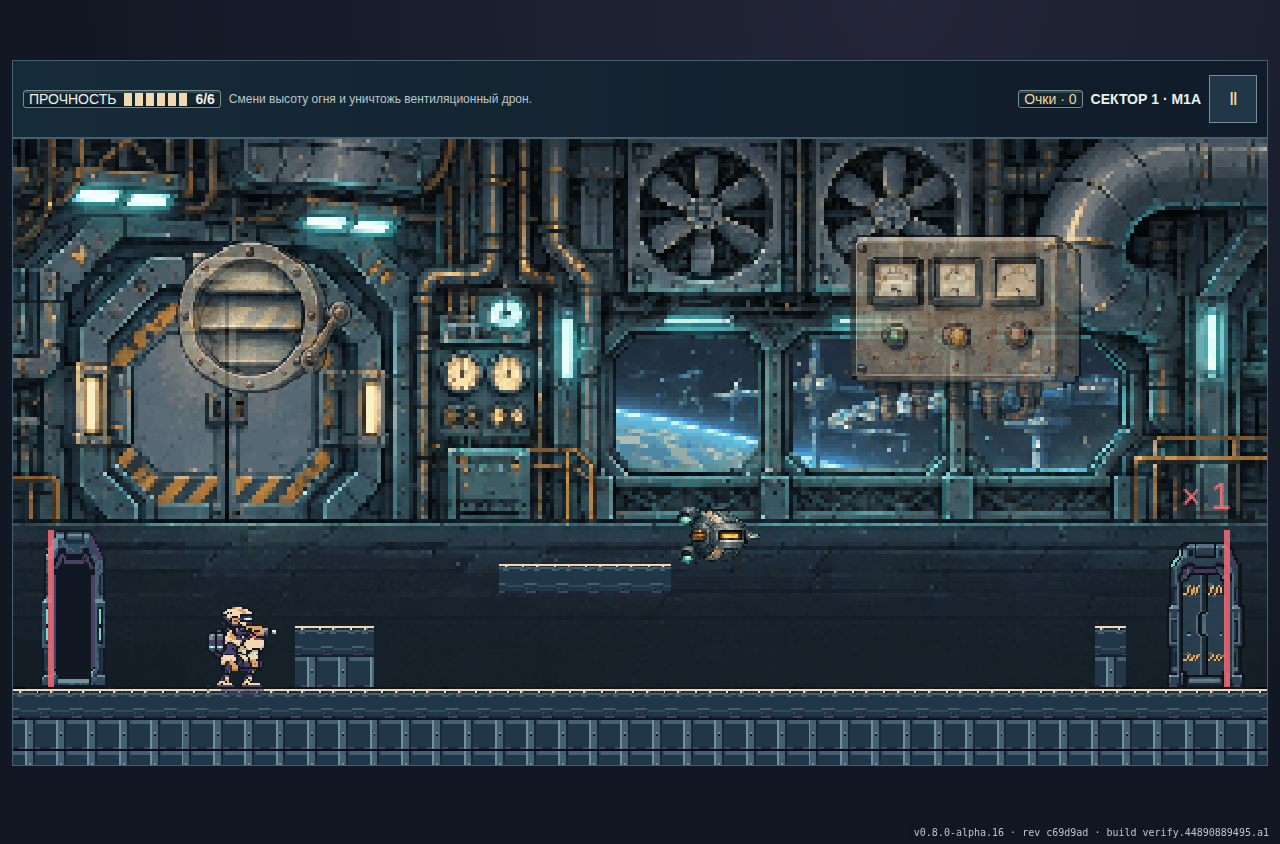 ПРОЧНОСТЬ 6/6 Смени высоту огня и уничтожь вентиляционный дрон.
Очки · 0 СЕКТОР 1 · М1А
× 1
v0.8.0-alpha.16 · rev c69d9ad · build verify.44890889495.a1